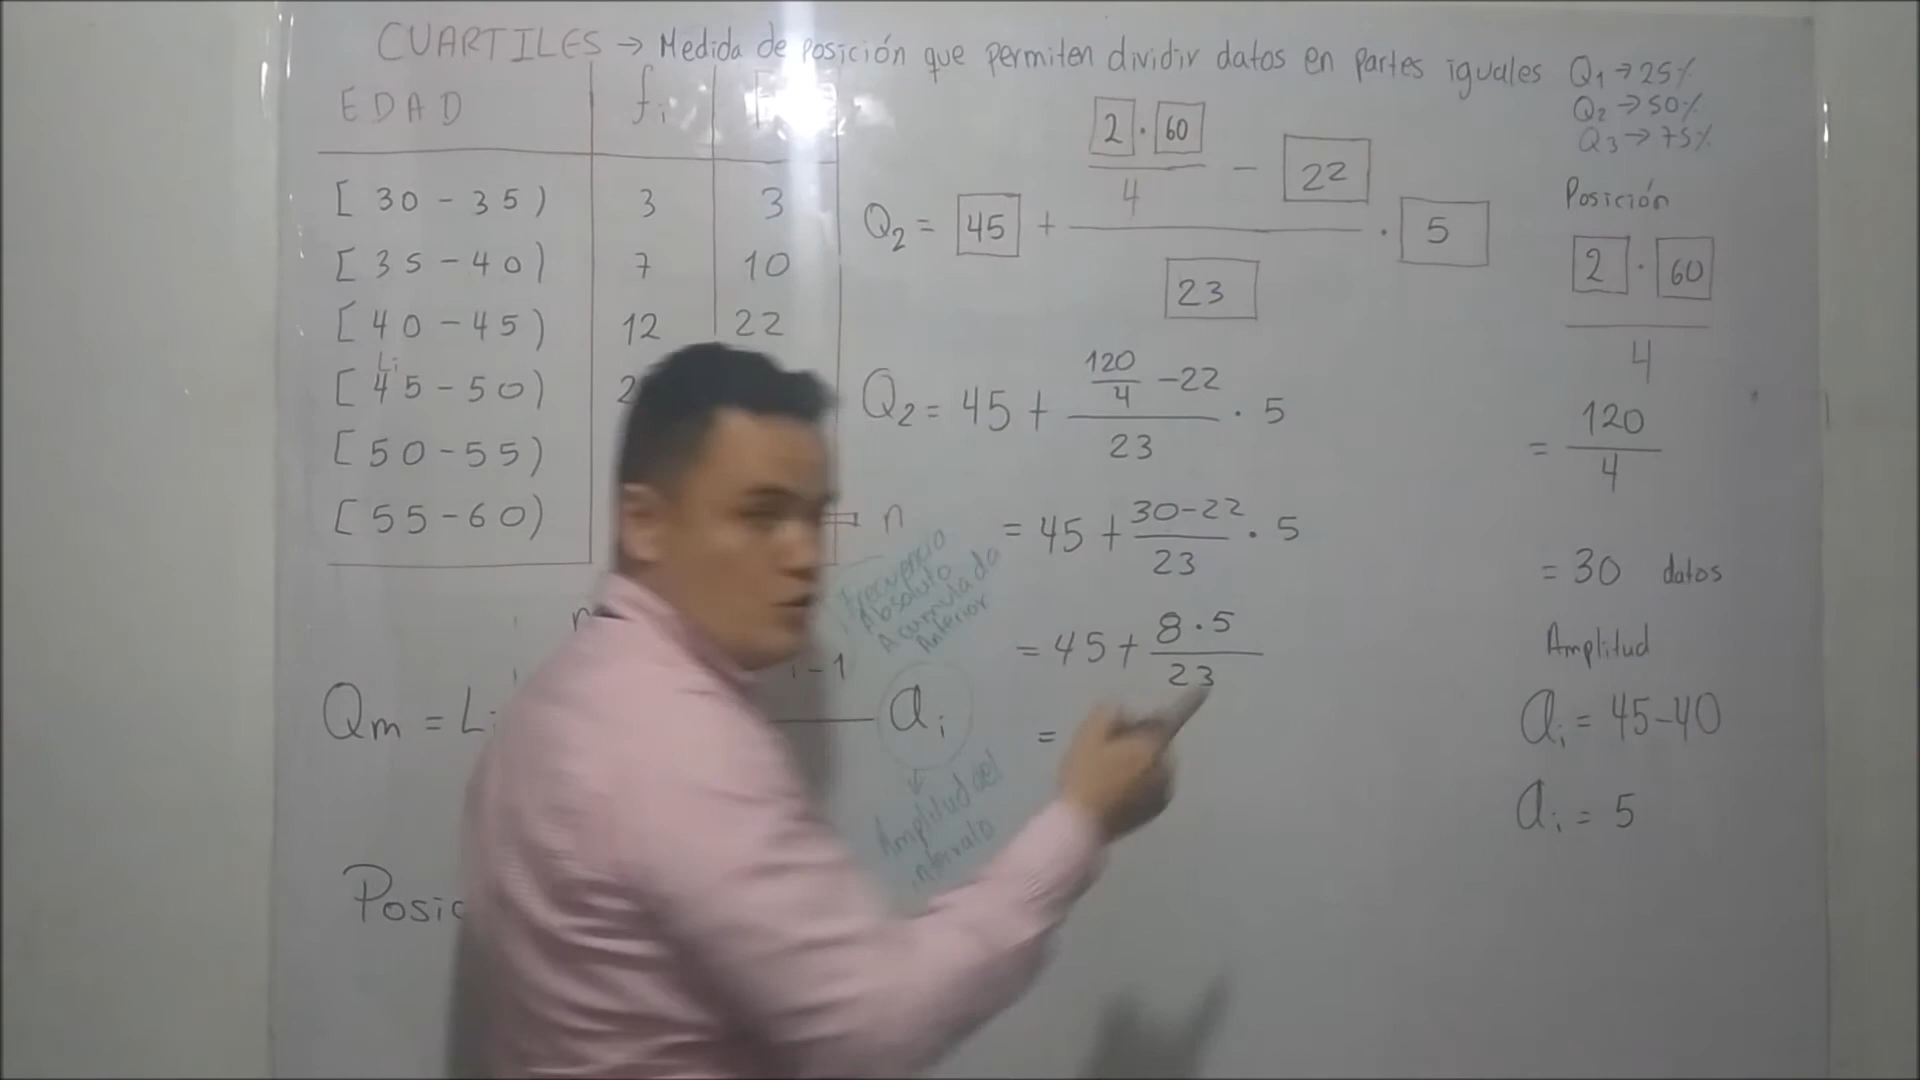 CUARTILES → Medida de posición que permiten dividir datos en partes iguales
Q1 → 25%
Q2 → 50%
Q3 → 75%
EDAD fi F
[30-35) 3 3
[35-40) 7 10
[40-45) 12 22
Li
[45-50) 2
[50-55)
[55-60)
n
Qm = Li
i-1
ai
Frecuencia
Absoluta
Acumulada
Anterior
Amplitud del
intervalo
Posic
Q2 = 45 + 2 · 60 / 4 - 22 / 23 · 5
Q2 = 45 + 120/4 - 22 / 23 · 5
= 45 + 30-22 / 23 · 5
= 45 + 8·5 / 23
=
Posición
2 · 60
4
= 120
4
= 30 datos
Amplitud
ai = 45-40
ai = 5